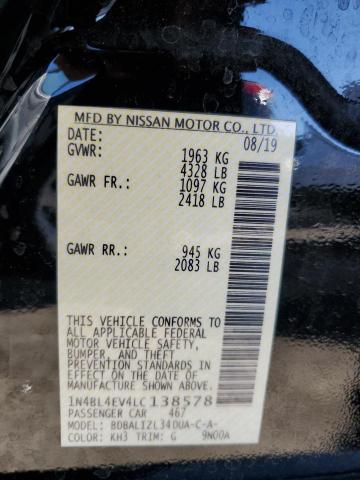 MFD BY NISSAN MOTOR CO., LTD.
DATE: 08/19
GVWR: 1963 KG
4328 LB
GAWR FR.: 1097 KG
2418 LB
GAWR RR.: 945 KG
2083 LB
THIS VEHICLE CONFORMS TO
ALL APPLICABLE FEDERAL
MOTOR VEHICLE SAFETY,
BUMPER, AND THEFT
PREVENTION STANDARDS
IN EFFECT ON THE DATE OF
MANUFACTURE SHOWN ABOVE.
1N4BL4EV4LC138578
PASSENGER CAR 467
MODEL: BDBALIZL34DUA-C-A-
COLOR: KH3 TRIM: G 9N00A